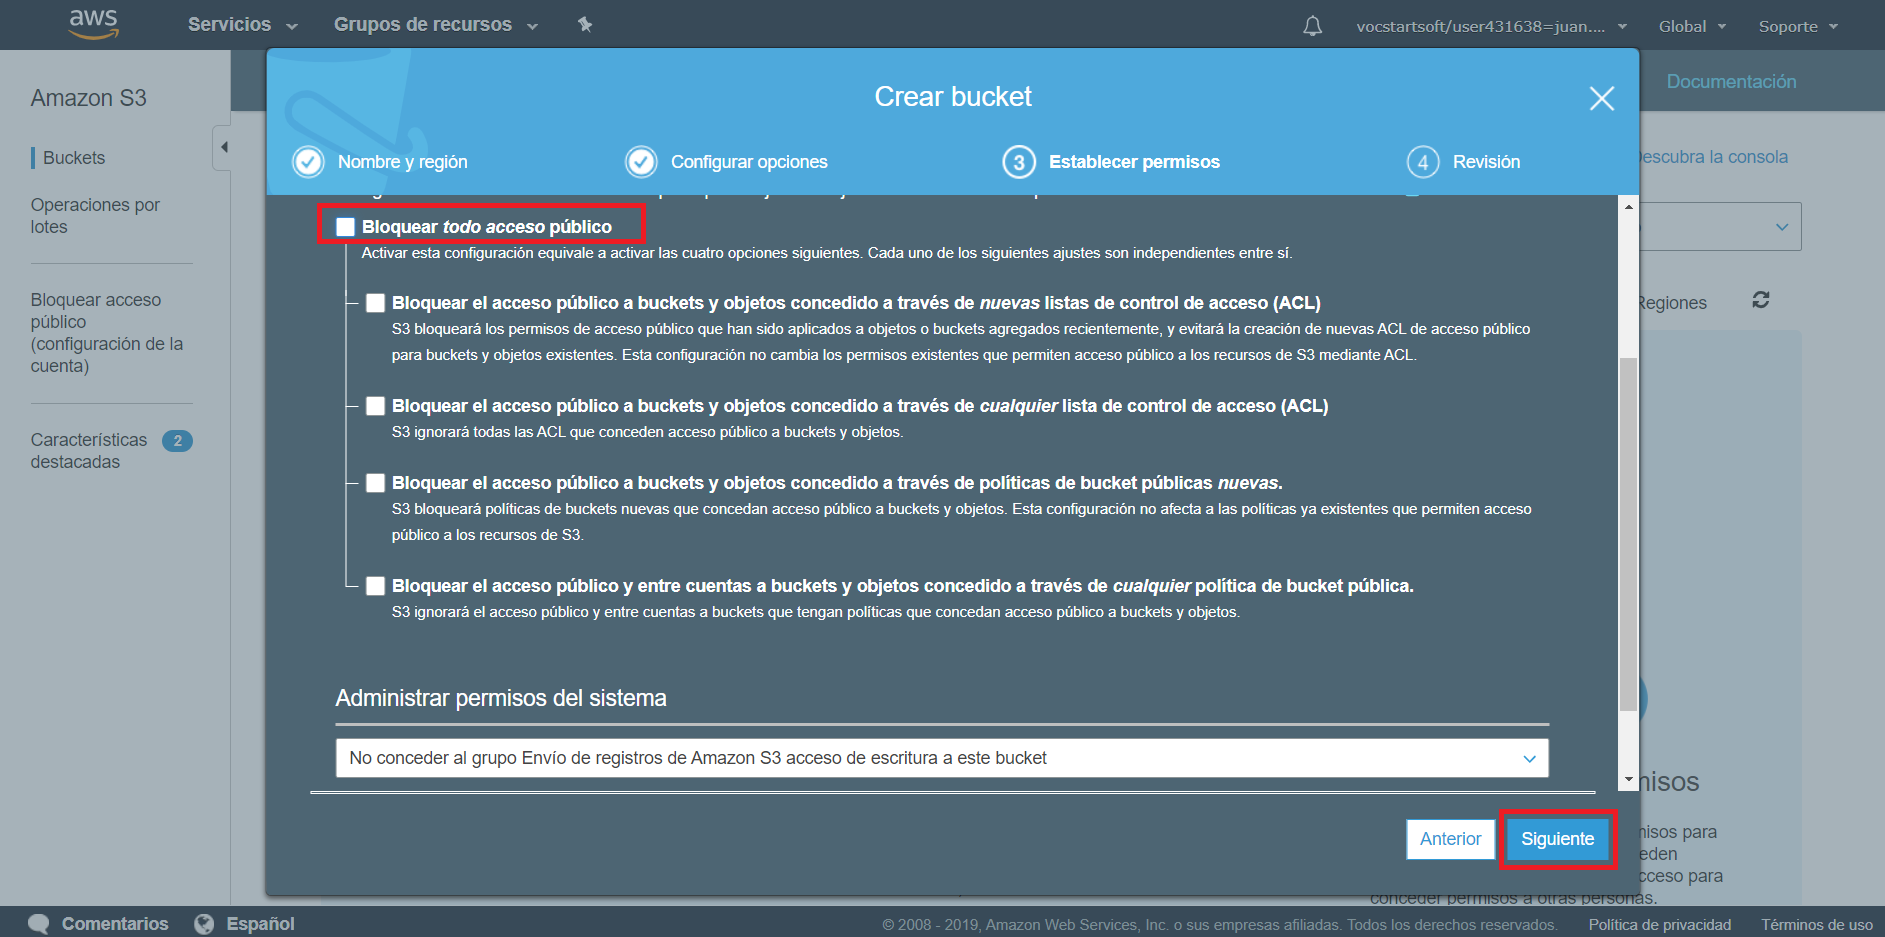 aws
Servicios
Grupos de recursos
vocstartsoft/user431638=juan....
Global
Soporte
Amazon S3
Buckets
Operaciones por
lotes
Bloquear acceso
público
(configuración de la
cuenta)
Características
destacadas
2
Documentación
Descubra la consola
Regiones
Crear bucket
Nombre y región
Configurar opciones
3
Establecer permisos
4
Revisión
Bloquear todo acceso público
Activar esta configuración equivale a activar las cuatro opciones siguientes. Cada uno de los siguientes ajustes son independientes entre sí.
Bloquear el acceso público a buckets y objetos concedido a través de nuevas listas de control de acceso (ACL)
S3 bloqueará los permisos de acceso público que han sido aplicados a objetos o buckets agregados recientemente, y evitará la creación de nuevas ACL de acceso público
para buckets y objetos existentes. Esta configuración no cambia los permisos existentes que permiten acceso público a los recursos de S3 mediante ACL.
Bloquear el acceso público a buckets y objetos concedido a través de cualquier lista de control de acceso (ACL)
S3 ignorará todas las ACL que conceden acceso público a buckets y objetos.
Bloquear el acceso público a buckets y objetos concedido a través de políticas de bucket públicas nuevas.
S3 bloqueará políticas de buckets nuevas que concedan acceso público a buckets y objetos. Esta configuración no afecta a las políticas ya existentes que permiten acceso
público a los recursos de S3.
Bloquear el acceso público y entre cuentas a buckets y objetos concedido a través de cualquier política de bucket pública.
S3 ignorará el acceso público y entre cuentas a buckets que tengan políticas que concedan acceso público a buckets y objetos.
Administrar permisos del sistema
No conceder al grupo Envío de registros de Amazon S3 acceso de escritura a este bucket
Anterior
Siguiente
misos
misos para
eden
cceso para
conceder permisos a otras personas.
Comentarios
Español
© 2008 - 2019, Amazon Web Services, Inc. o sus empresas afiliadas. Todos los derechos reservados.
Política de privacidad
Términos de uso